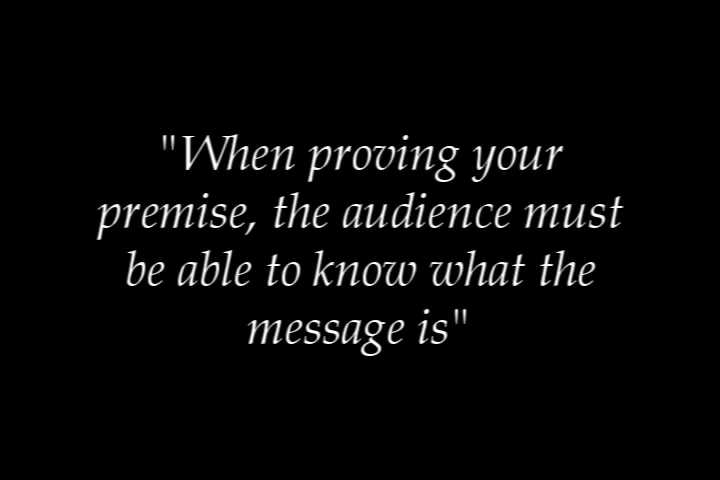 "When proving your
premise, the audience must
be able to know what the
message is"